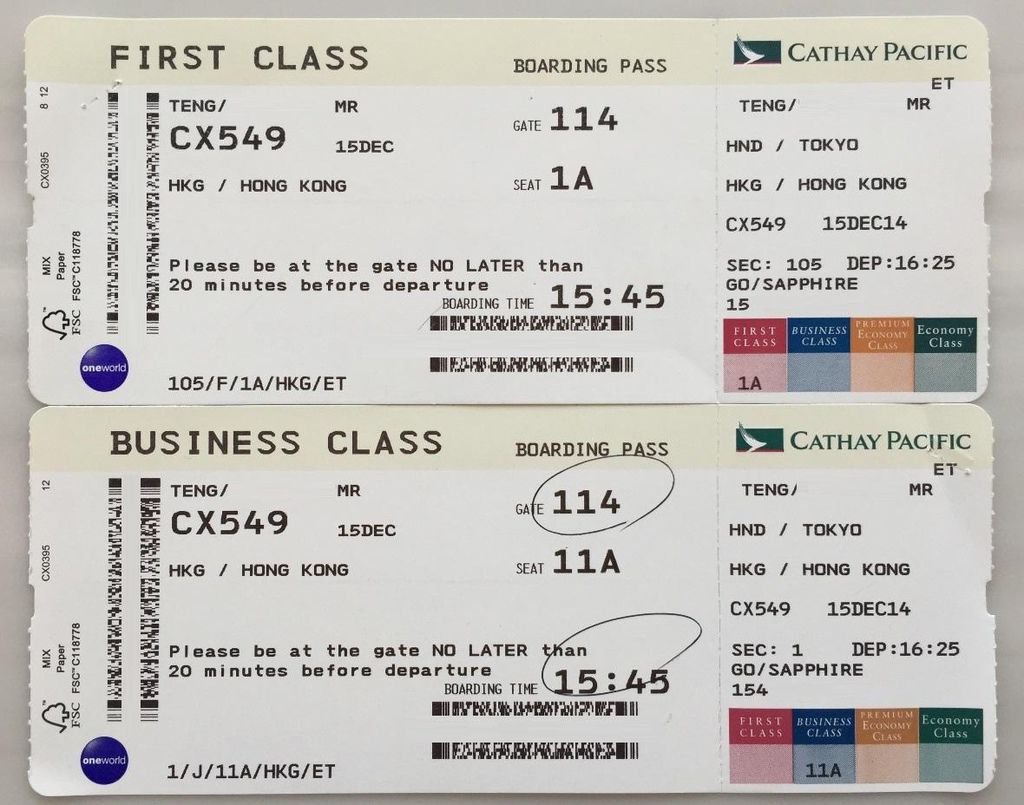 FIRST CLASS
BOARDING PASS
CATHAY PACIFIC
ET
TENG/ MR
CX549 15DEC
GATE 114
HKG / HONG KONG
SEAT 1A
Please be at the gate NO LATER than
20 minutes before departure
BOARDING TIME 15:45
105/F/1A/HKG/ET
8 12
CX0395
MIX
Paper
FSC™ C118778
FSC™
oneworld
TENG/ MR
HND / TOKYO
HKG / HONG KONG
CX549 15DEC14
SEC: 105 DEP:16:25
GO/SAPPHIRE
15
FIRST CLASS
BUSINESS CLASS
PREMIUM ECONOMY CLASS
Economy Class
1A
BUSINESS CLASS
BOARDING PASS
CATHAY PACIFIC
ET
TENG/ MR
CX549 15DEC
GATE 114
HKG / HONG KONG
SEAT 11A
Please be at the gate NO LATER than
20 minutes before departure
BOARDING TIME 15:45
1/J/11A/HKG/ET
12
CX0395
MIX
Paper
FSC™ C118778
FSC™
oneworld
TENG/ MR
HND / TOKYO
HKG / HONG KONG
CX549 15DEC14
SEC: 1 DEP:16:25
GO/SAPPHIRE
154
FIRST CLASS
BUSINESS CLASS
PREMIUM ECONOMY CLASS
Economy Class
11A